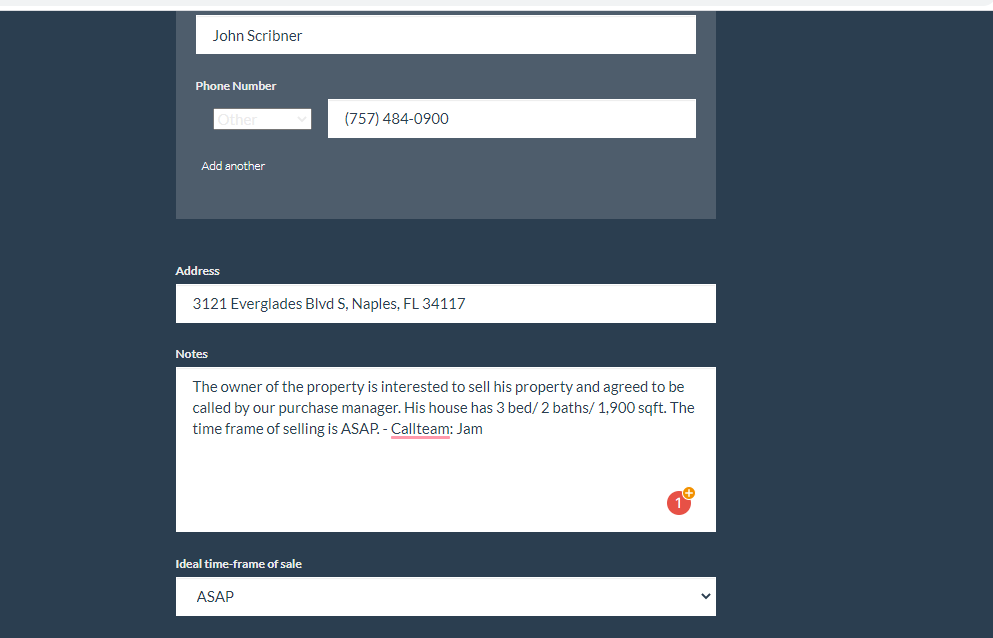 John Scribner
Phone Number
Other
(757) 484-0900
Add another
Address
3121 Everglades Blvd S, Naples, FL 34117
Notes
The owner of the property is interested to sell his property and agreed to be
called by our purchase manager. His house has 3 bed/ 2 baths/ 1,900 sqft. The
time frame of selling is ASAP. - Callteam: Jam
1
Ideal time-frame of sale
ASAP